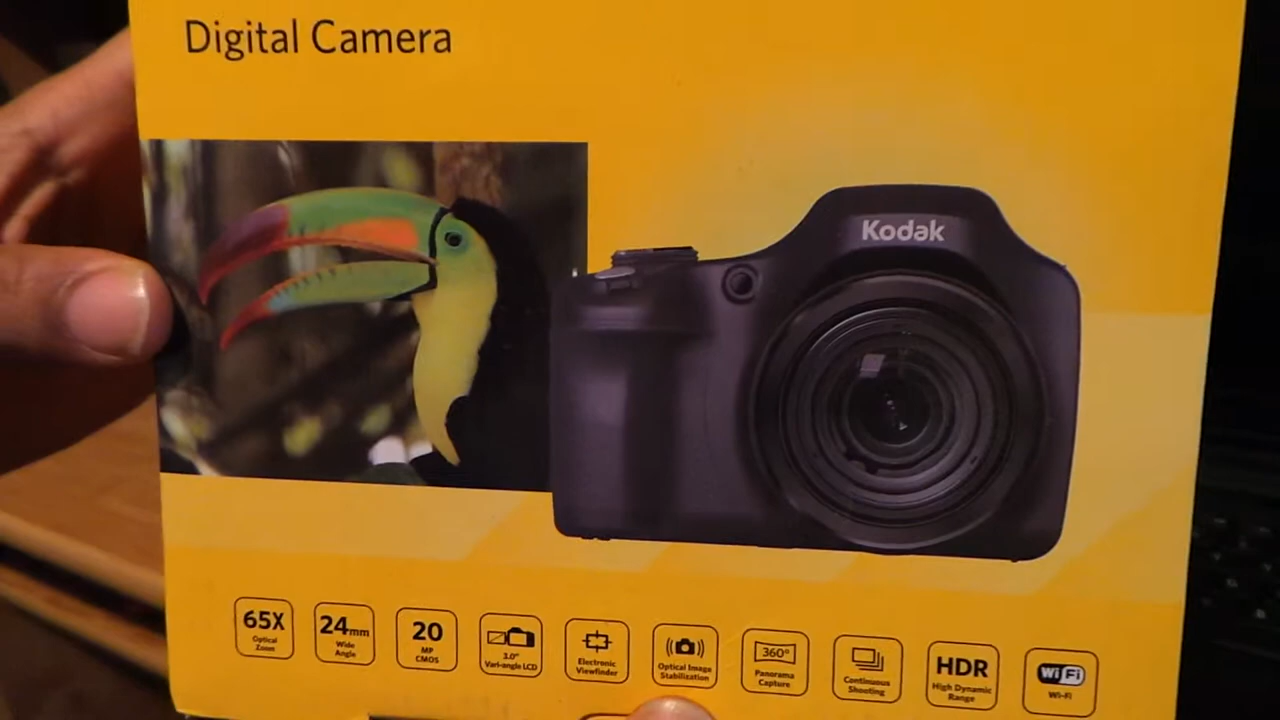 Digital Camera
Kodak
65X
Optical
Zoom
24mm
Wide
Angle
20
MP
CMOS
3.0"
Vari-angle LCD
Electronic
Viewfinder
Optical Image
Stabilization
360°
Panorama
Capture
Continuous
Shooting
HDR
High Dynamic
Range
WiFi
Wi-Fi